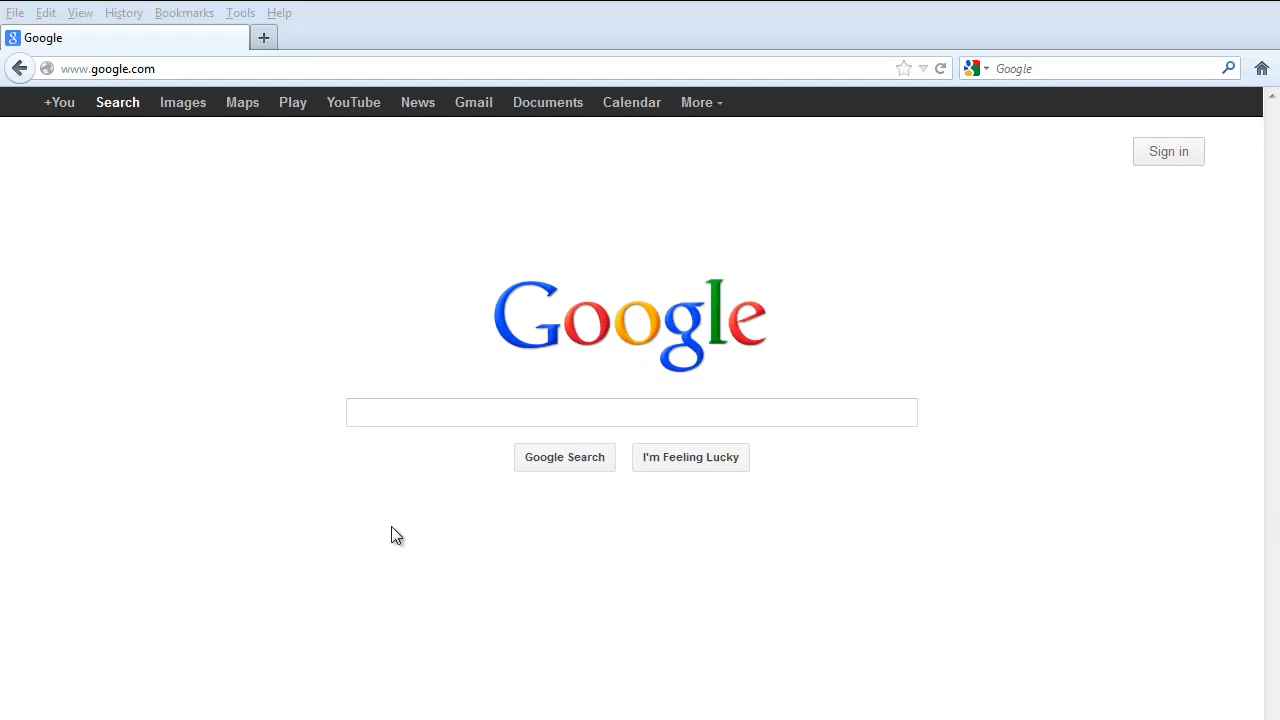 File Edit View History Bookmarks Tools Help
Google
www.google.com
Google
+You Search Images Maps Play YouTube News Gmail Documents Calendar More
Sign in
Google
Google Search I'm Feeling Lucky